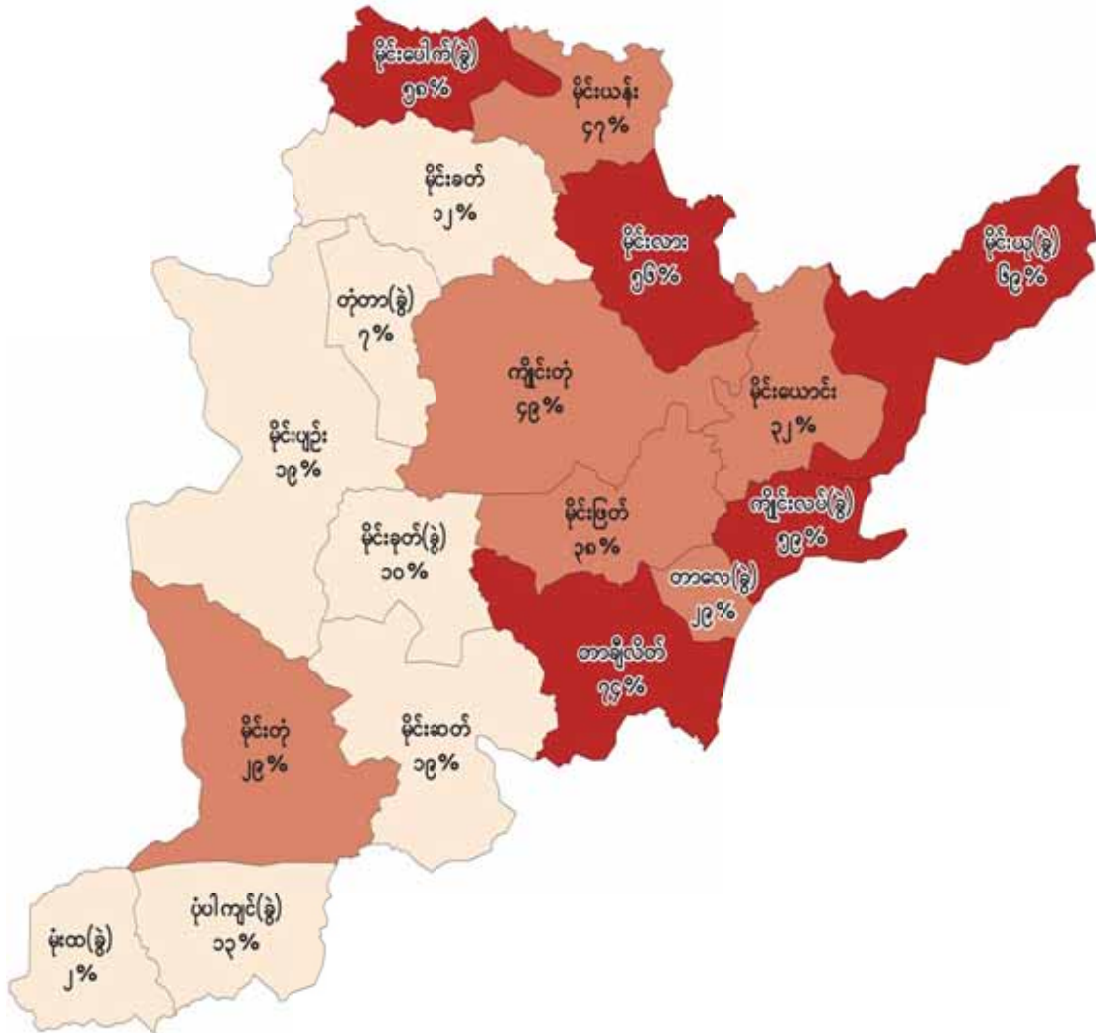 မိုင်းပေါက်(ခွဲ)
၅၈%
မိုင်းယန်း
၄၇%
မိုင်းခတ်
၁၂%
မိုင်းလား
၅၆%
မိုင်းယု(ခွဲ)
၆၉%
တုံတာ(ခွဲ)
၇%
ကျိုင်းတုံ
၄၉%
မိုင်းယောင်း
၃၂%
မိုင်းပျဉ်း
၁၉%
မိုင်းဖြတ်
၃၈%
ကျိုင်းလပ်(ခွဲ)
၅၉%
မိုင်းခုတ်(ခွဲ)
၁၀%
တာလေ(ခွဲ)
၂၉%
တာချီလိတ်
၇၄%
မိုင်းတုံ
၂၉%
မိုင်းဆတ်
၁၉%
ပုံပါကျင်(ခွဲ)
၁၃%
မုံးထ(ခွဲ)
၂%